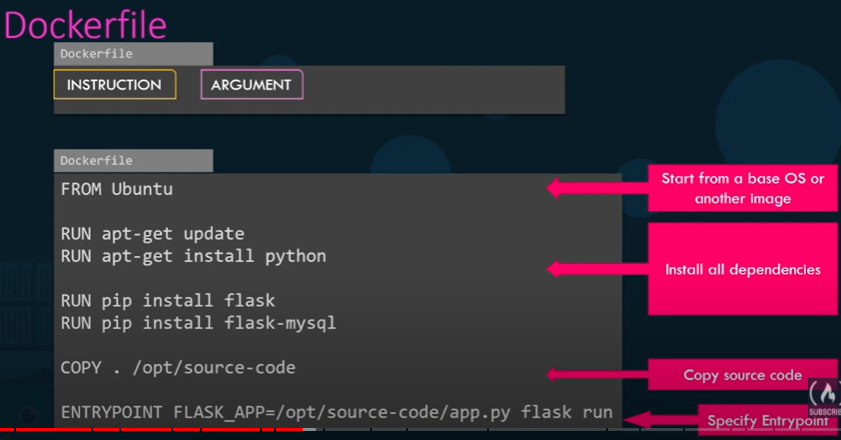 Dockerfile
Dockerfile
INSTRUCTION ARGUMENT
Dockerfile
FROM Ubuntu
Start from a base OS or
another image
RUN apt-get update
RUN apt-get install python
Install all dependencies
RUN pip install flask
RUN pip install flask-mysql
COPY . /opt/source-code
Copy source code
ENTRYPOINT FLASK_APP=/opt/source-code/app.py flask run
Specify Entrypoint
SUBSCRIBE